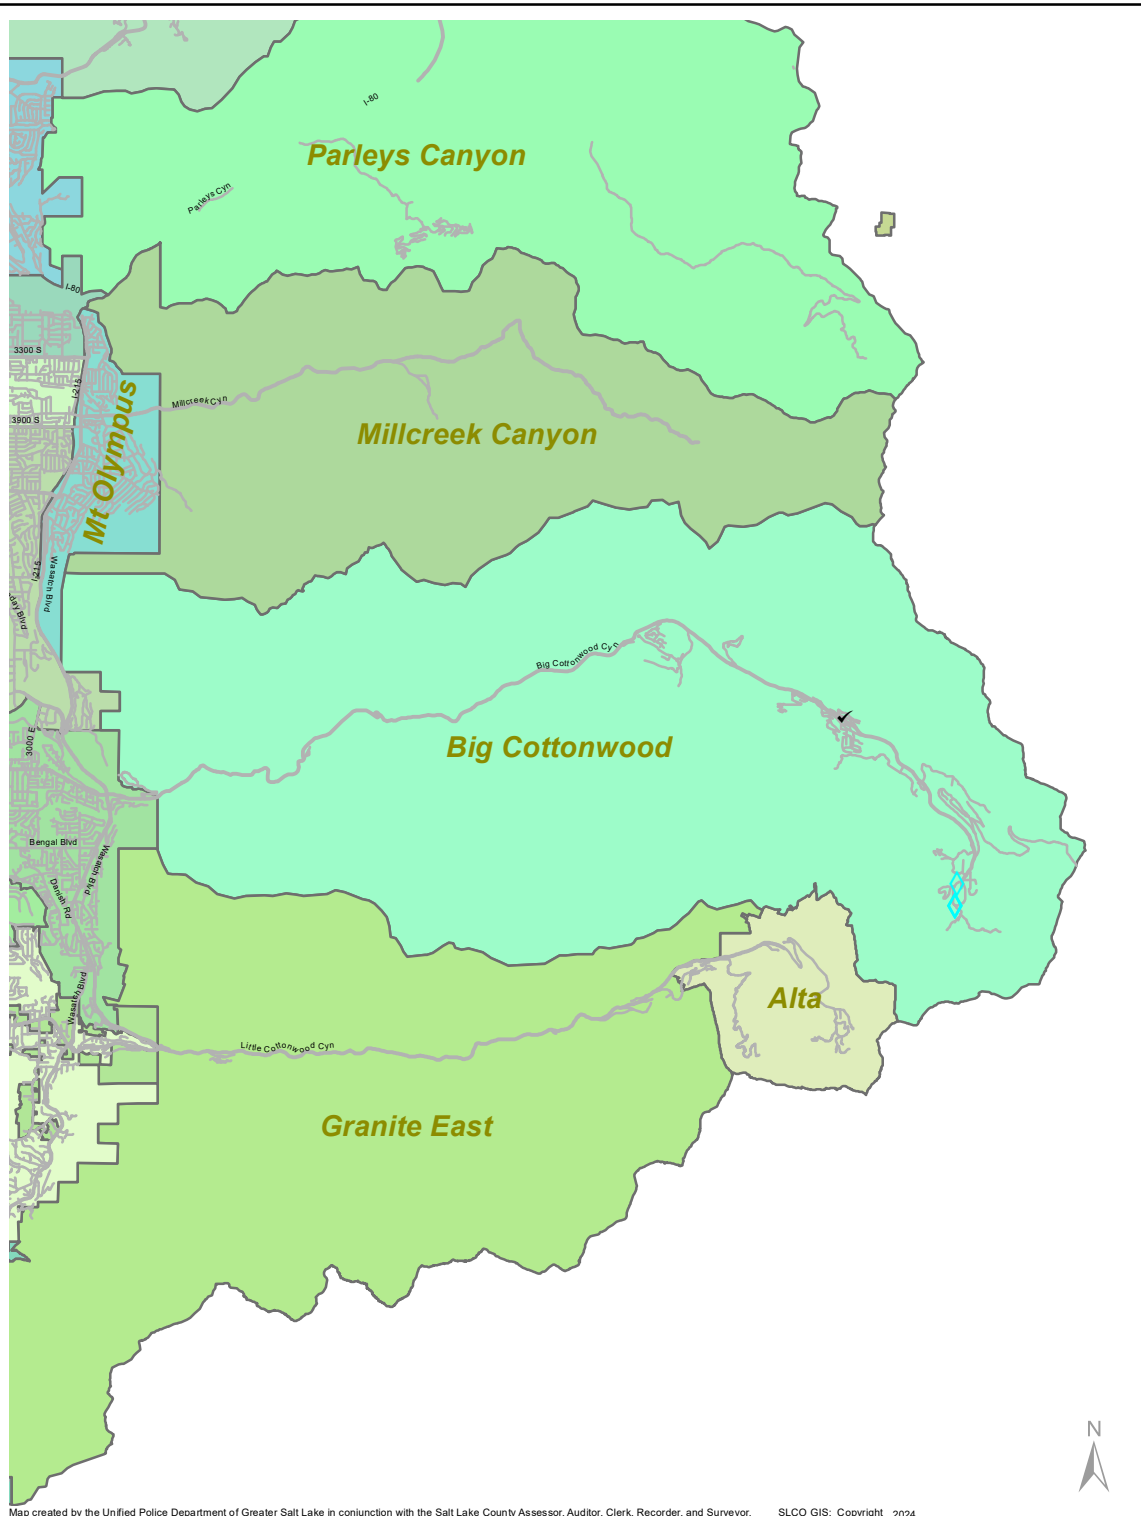 I-80
Parleys Canyon
Parleys Cyn
I-80
3300 S
I-215
Millcreek Cyn
3900 S
Mt Olympus
Millcreek Canyon
I-215
Wasatch Blvd
day Blvd
Big Cottonwood Cyn
3000 E
Big Cottonwood
Bengal Blvd
Wasatch Blvd
Danish Rd
Wasatch Blvd
Alta
Little Cottonwood Cyn
Granite East
N
Map created by the Unified Police Department of Greater Salt Lake in conjunction with the Salt Lake County Assessor, Auditor, Clerk, Recorder, and Surveyor. SLCO GIS: Copyright 2024